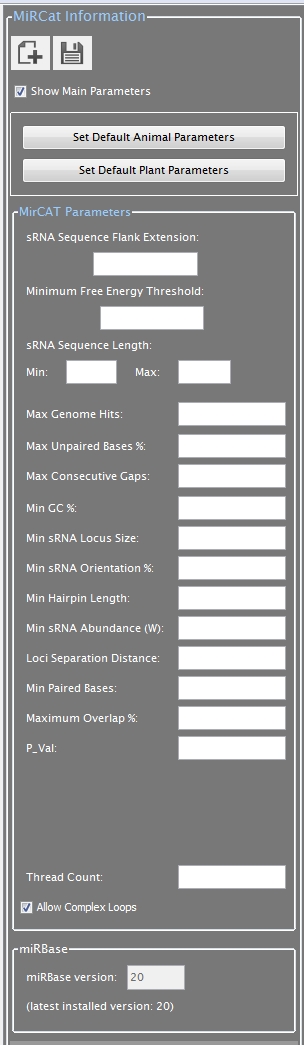 MiRCat Information
Show Main Parameters
Set Default Animal Parameters
Set Default Plant Parameters
MirCAT Parameters
sRNA Sequence Flank Extension:
Minimum Free Energy Threshold:
sRNA Sequence Length:
Min: Max:
Max Genome Hits:
Max Unpaired Bases %:
Max Consecutive Gaps:
Min GC %:
Min sRNA Locus Size:
Min sRNA Orientation %:
Min Hairpin Length:
Min sRNA Abundance (W):
Loci Separation Distance:
Min Paired Bases:
Maximum Overlap %:
P_Val:
Thread Count:
Allow Complex Loops
miRBase
miRBase version: 20
(latest installed version: 20)